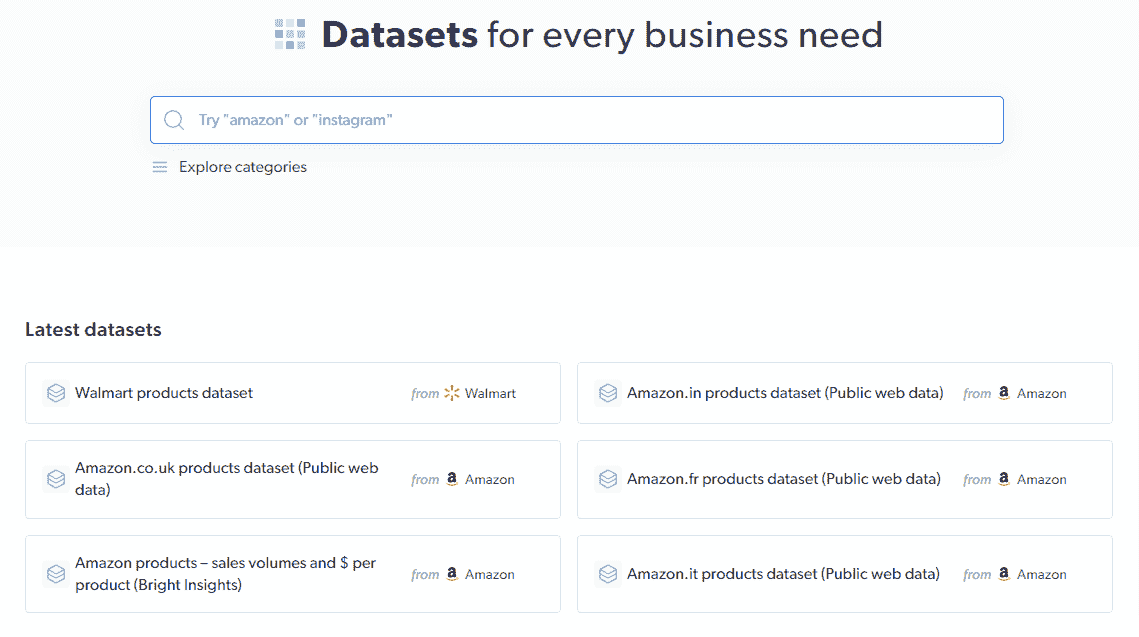 Datasets for every business need
Try "amazon" or "instagram"
Explore categories
Latest datasets
Walmart products dataset
from Walmart
Amazon.in products dataset (Public web data)
from Amazon
Amazon.co.uk products dataset (Public web
data)
from Amazon
Amazon.fr products dataset (Public web data)
from Amazon
Amazon products – sales volumes and $ per
product (Bright Insights)
from Amazon
Amazon.it products dataset (Public web data)
from Amazon